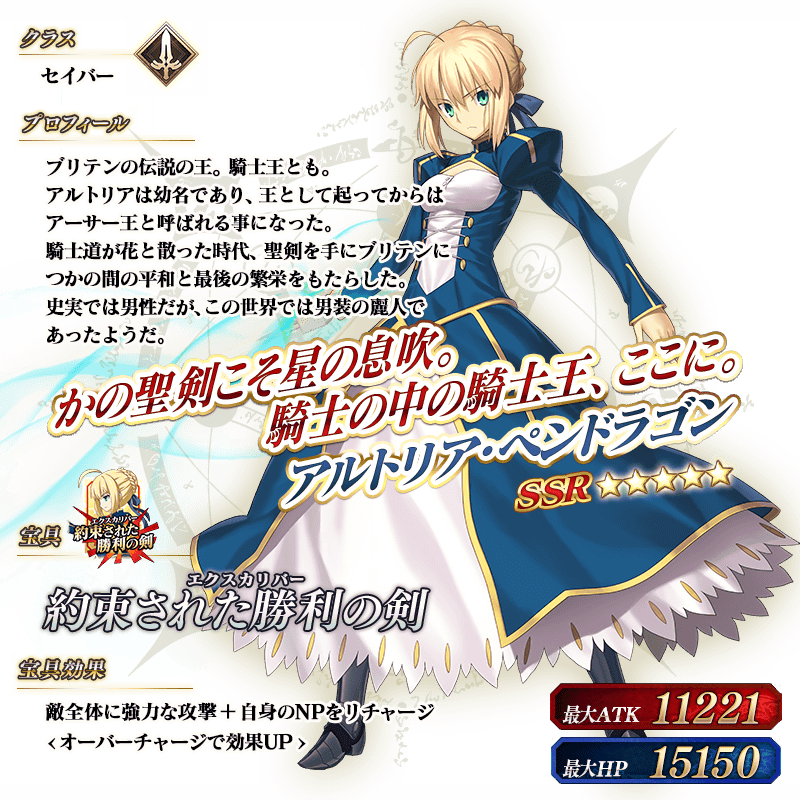 クラス
セイバー
プロフィール
ブリテンの伝説の王。騎士王とも。
アルトリアは幼名であり、王として起ってからは
アーサー王と呼ばれる事になった。
騎士道が花と散った時代、聖剣を手にブリテンに
つかの間の平和と最後の繁栄をもたらした。
史実では男性だが、この世界では男装の麗人で
あったようだ。
かの聖剣こそ星の息吹。
騎士の中の騎士王、ここに。
アルトリア・ペンドラゴン
SSR ★★★★★
宝具
エクスカリバー
約束された
勝利の剣
エクスカリバー
約束された勝利の剣
宝具効果
敵全体に強力な攻撃＋自身のNPをリチャージ
<オーバーチャージで効果UP>
最大ATK 11221
最大HP 15150